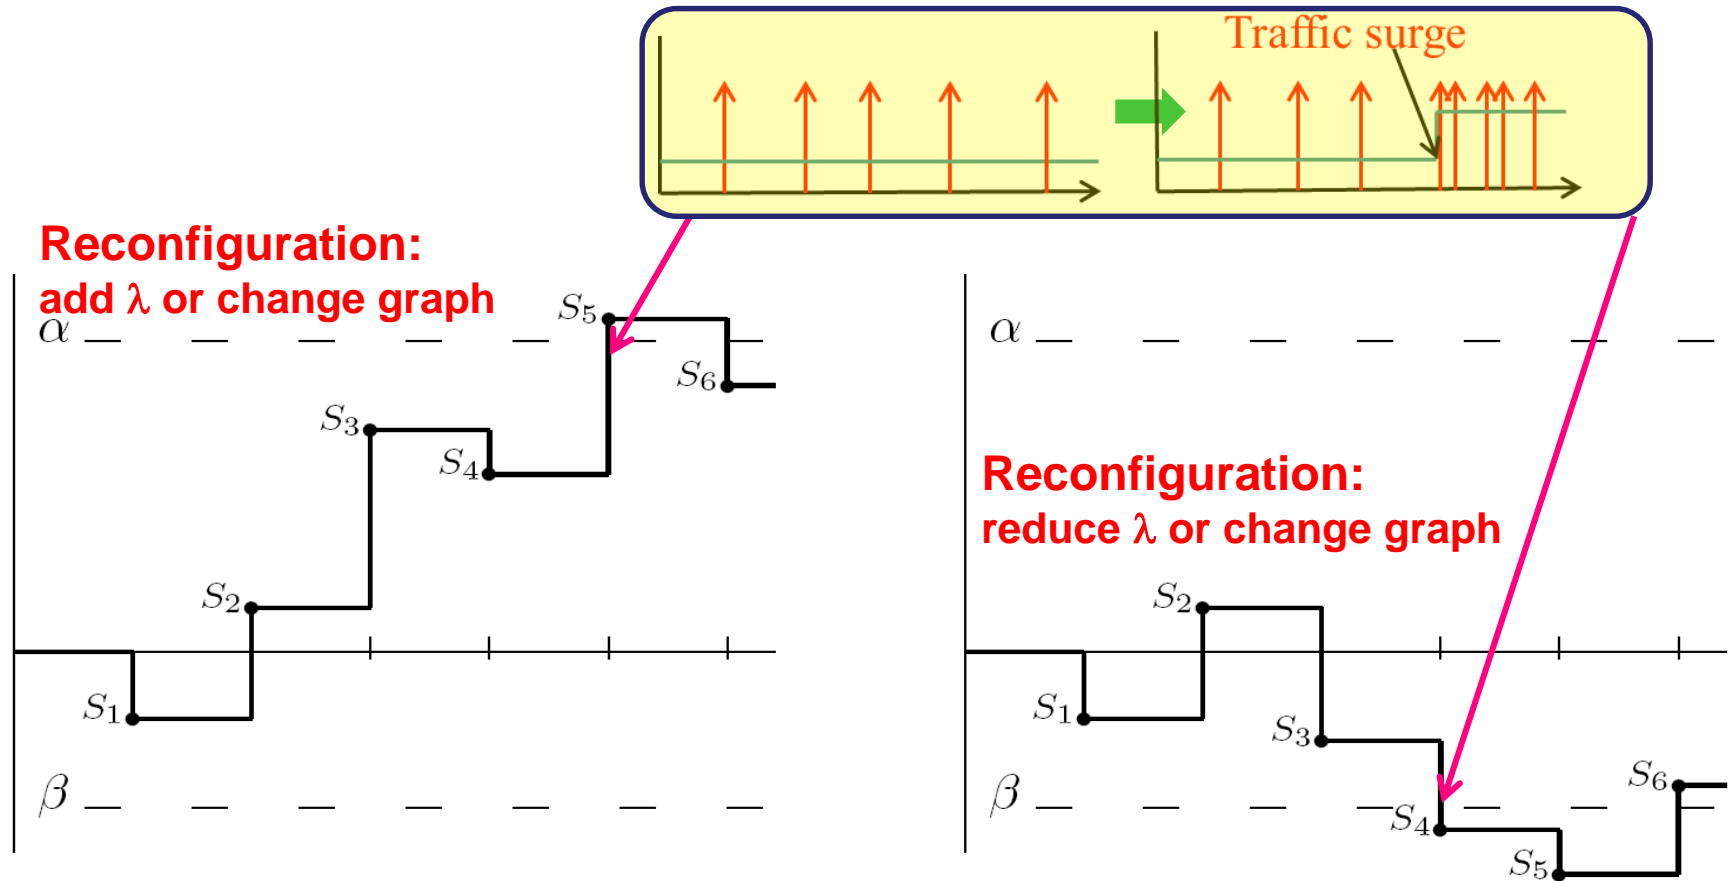 Traffic surge
Reconfiguration:
add λ or change graph
α
S5
S6
S3
S4
S2
S1
β
α
Reconfiguration:
reduce λ or change graph
S2
S1
S3
β
S6
S4
S5